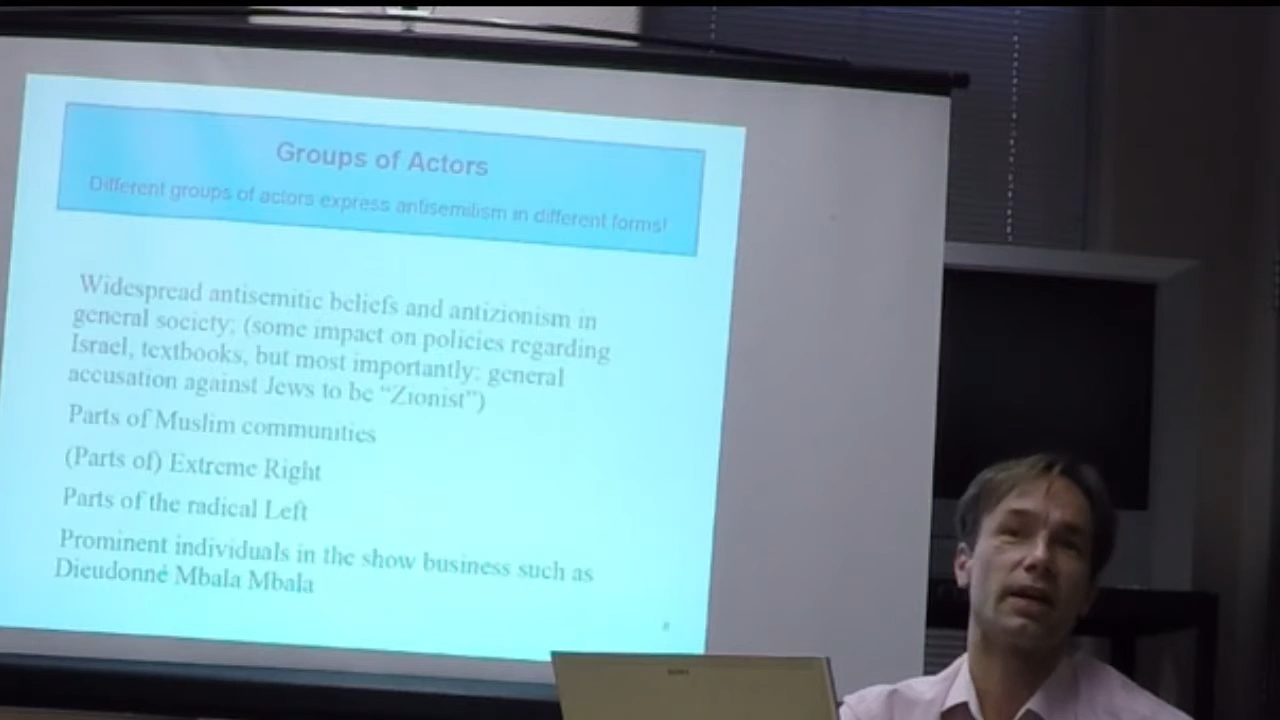 Groups of Actors
Different groups of actors express antisemitism in different forms!
Widespread antisemitic beliefs and antizionism in
general society; (some impact on policies regarding
Israel, textbooks, but most importantly: general
accusation against Jews to be “Zionist”)
Parts of Muslim communities
(Parts of) Extreme Right
Parts of the radical Left
Prominent individuals in the show business such as
Dieudonné Mbala Mbala